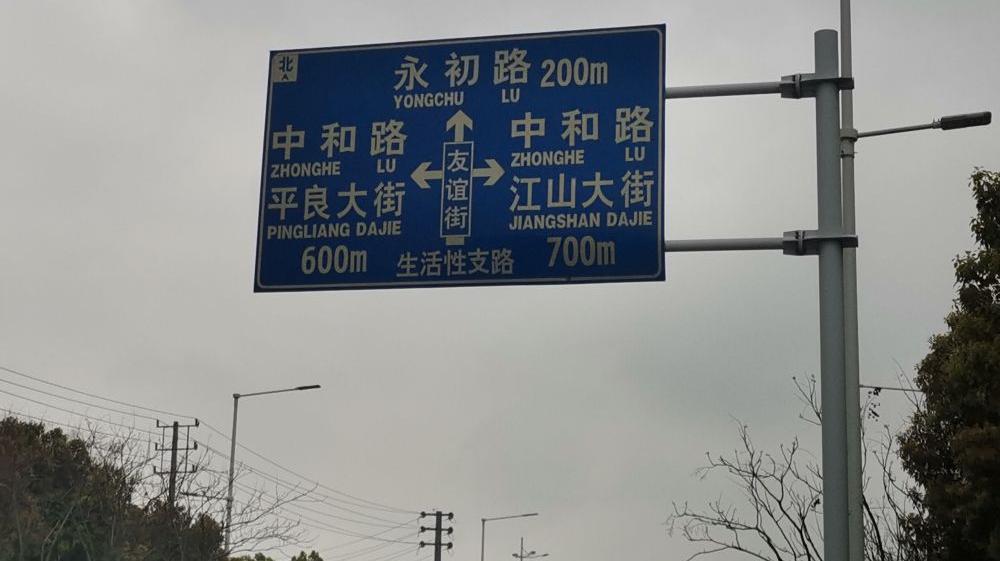 北
永初路 200m
YONGCHU LU
中和路
ZHONGHE LU
平良大街
PINGLIANG DAJIE
600m
友谊街
中和路
ZHONGHE LU
江山大街
JIANGSHAN DAJIE
700m
生活性支路